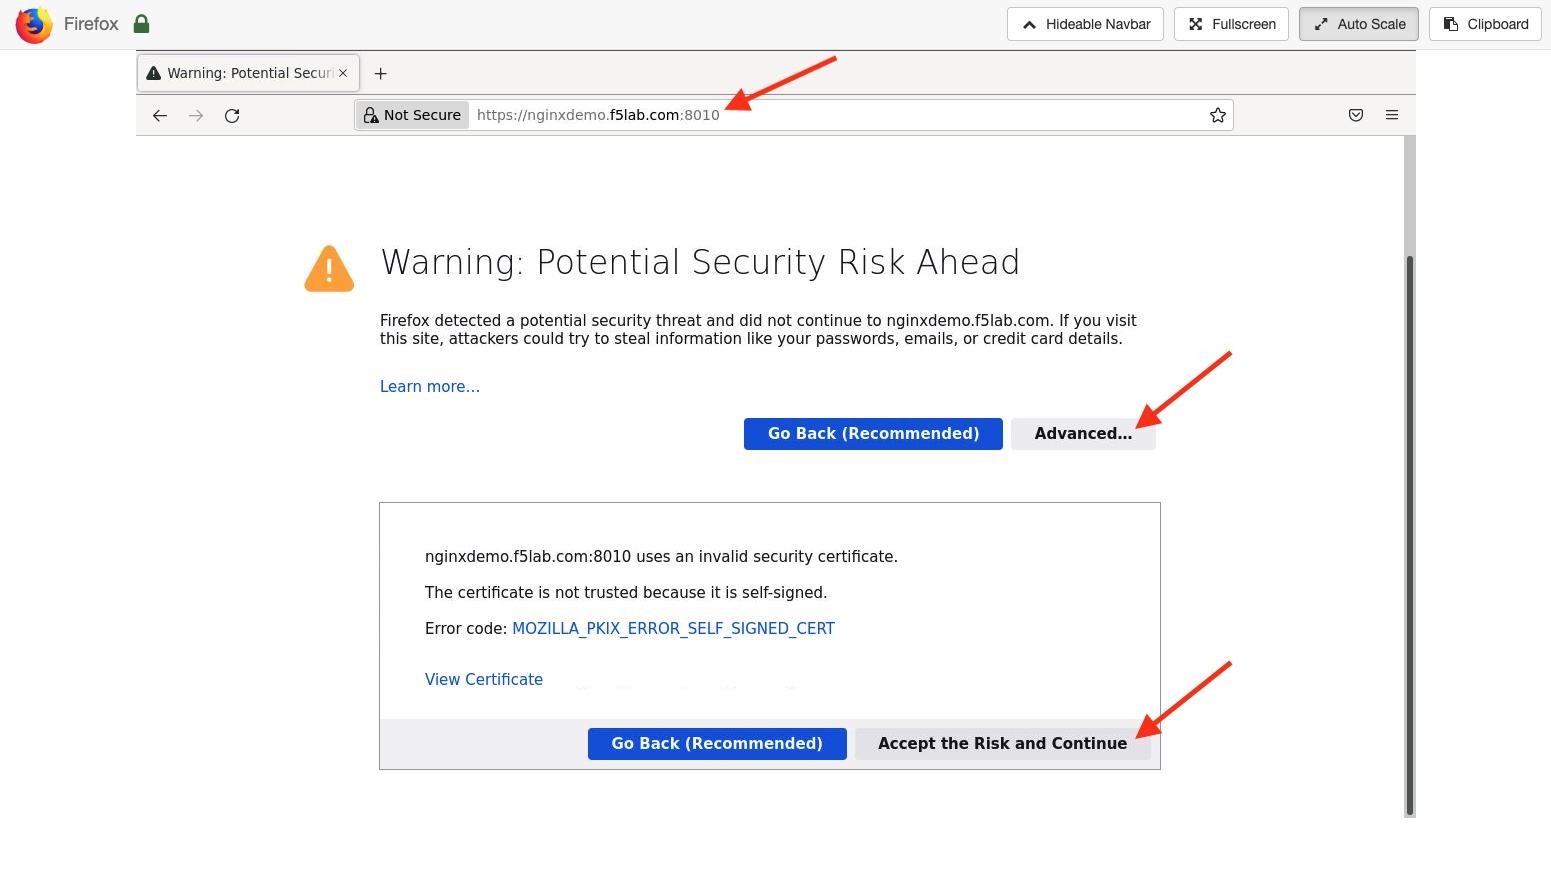 Firefox
Hideable Navbar
Fullscreen
Auto Scale
Clipboard
Warning: Potential Securi
Not Secure
https://nginxdemo.f5lab.com:8010
Warning: Potential Security Risk Ahead
Firefox detected a potential security threat and did not continue to nginxdemo.f5lab.com. If you visit
this site, attackers could try to steal information like your passwords, emails, or credit card details.
Learn more…
Go Back (Recommended)
Advanced…
nginxdemo.f5lab.com:8010 uses an invalid security certificate.
The certificate is not trusted because it is self-signed.
Error code: MOZILLA_PKIX_ERROR_SELF_SIGNED_CERT
View Certificate
Go Back (Recommended)
Accept the Risk and Continue